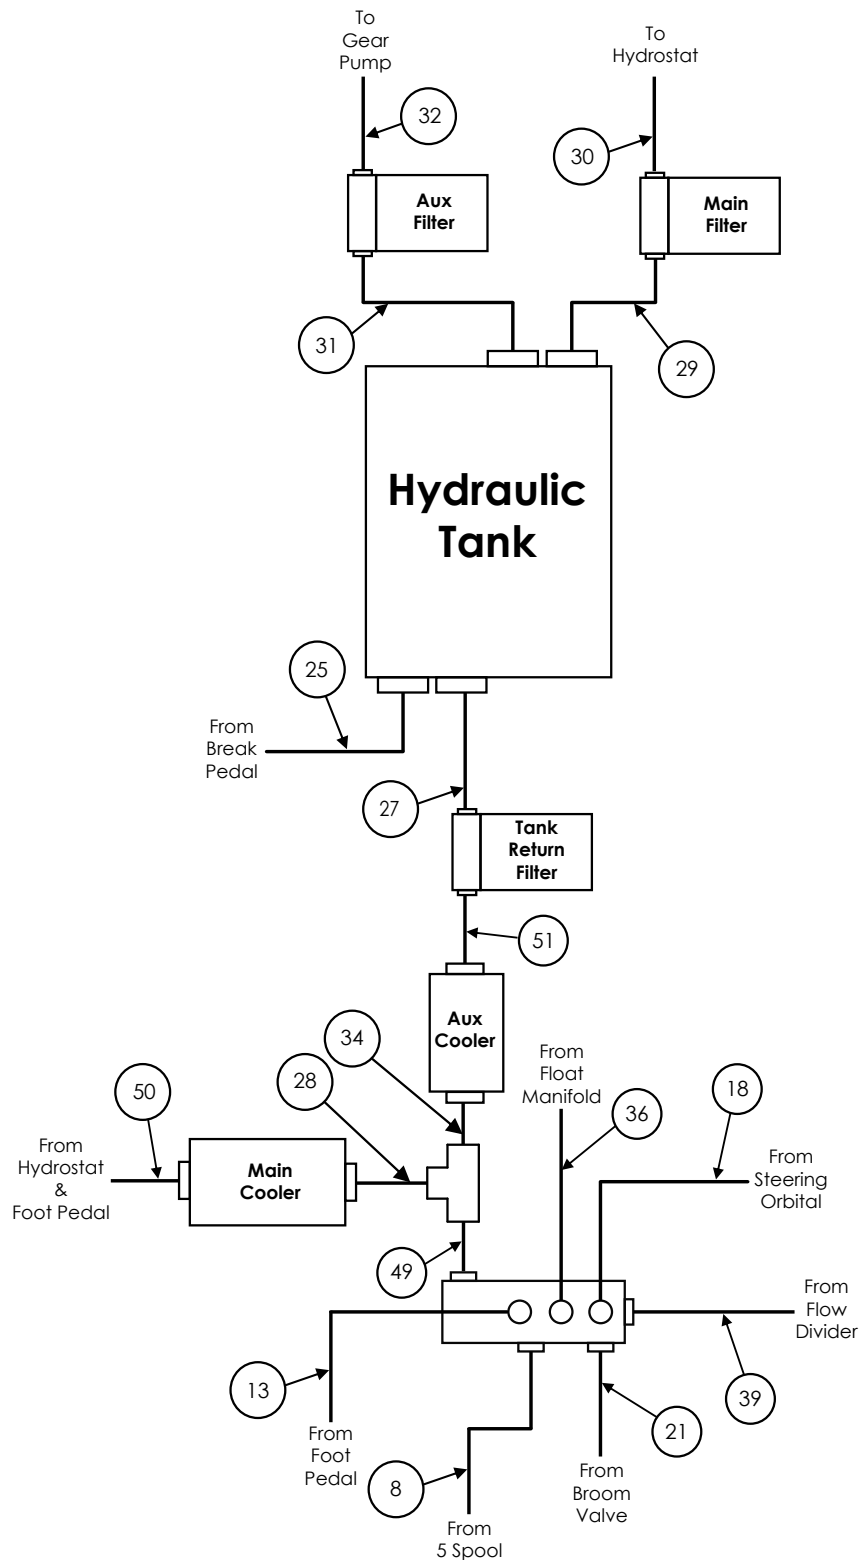 To
Gear
Pump
To
Hydrostat
32
30
Aux
Filter
Main
Filter
31
29
Hydraulic
Tank
25
From
Break
Pedal
27
Tank
Return
Filter
51
Aux
Cooler
34
28
50
From
Float
Manifold
18
36
From
Hydrostat
&
Foot Pedal
Main
Cooler
From
Steering
Orbital
49
From
Flow
Divider
13
39
21
From
Foot
Pedal
8
From
Broom
Valve
From
5 Spool